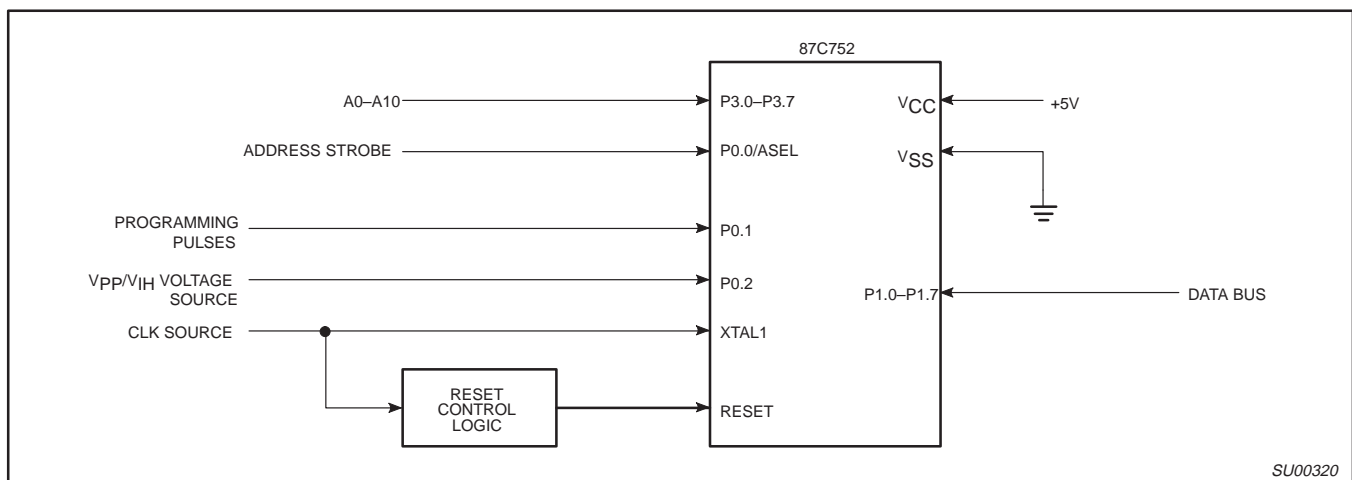 87C752
A0–A10
P3.0–P3.7
VCC
+5V
ADDRESS STROBE
P0.0/ASEL
VSS
PROGRAMMING
PULSES
P0.1
VPP/VIH VOLTAGE
SOURCE
P0.2
P1.0–P1.7
DATA BUS
CLK SOURCE
XTAL1
RESET
CONTROL
LOGIC
RESET
SU00320